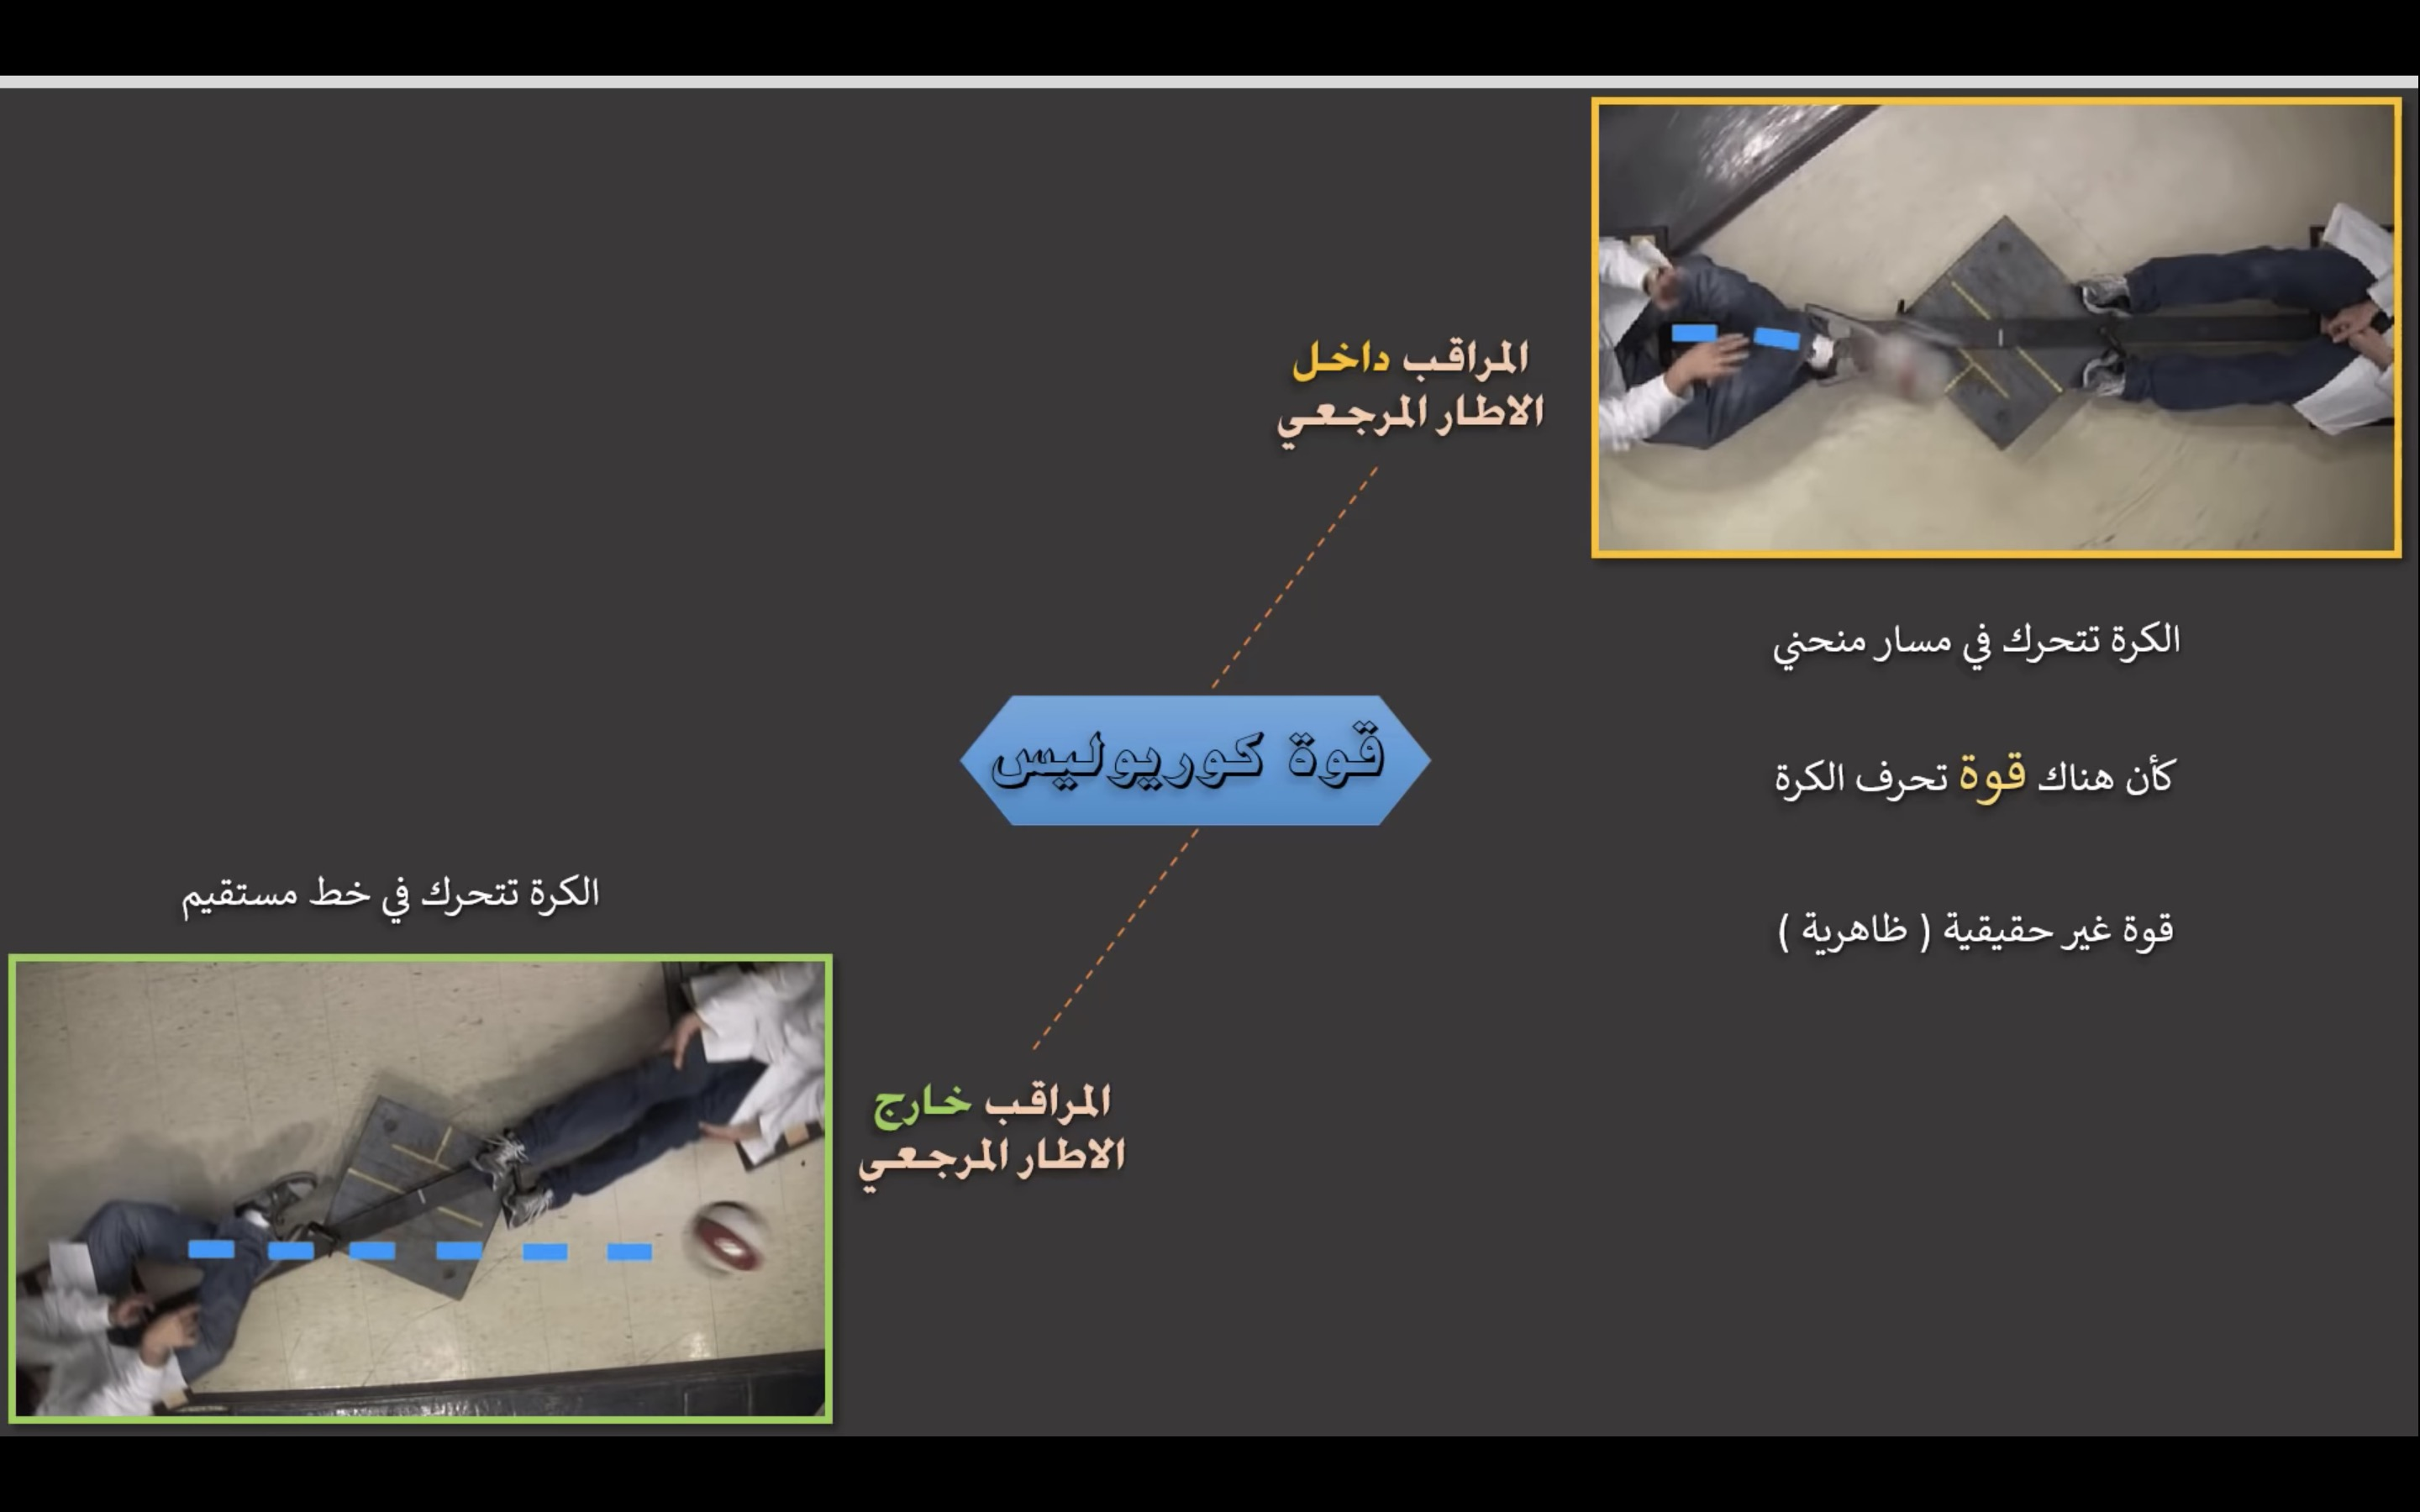 المراقب داخل
الاطار المرجعي
الكرة تتحرك في مسار منحني
كأن هناك قوة تحرف الكرة
قوة غير حقيقية ( ظاهرية )
قوة كوريوليس
الكرة تتحرك في خط مستقيم
المراقب خارج
الاطار المرجعي